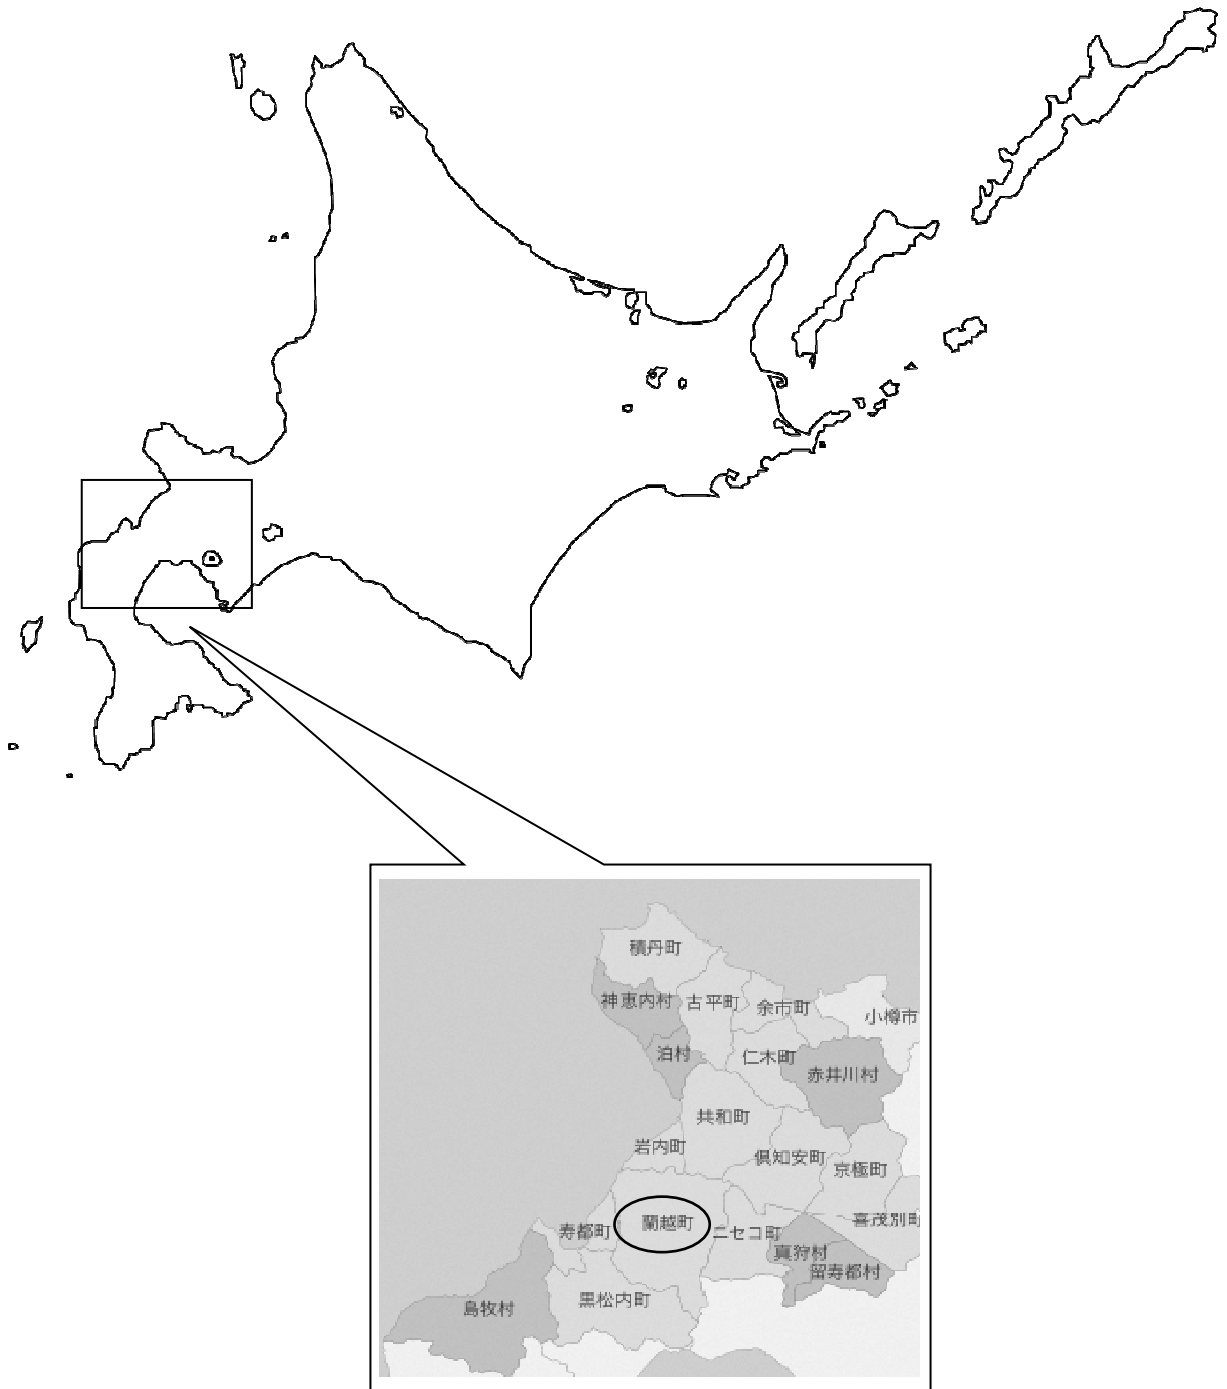 積丹町
神恵内村
古平町
余市町
小樽市
泊村
仁木町
赤井川村
共和町
岩内町
倶知安町
京極町
蘭越町
寿都町
ニセコ町
喜茂別町
真狩村
留寿都村
黒松内町
島牧村